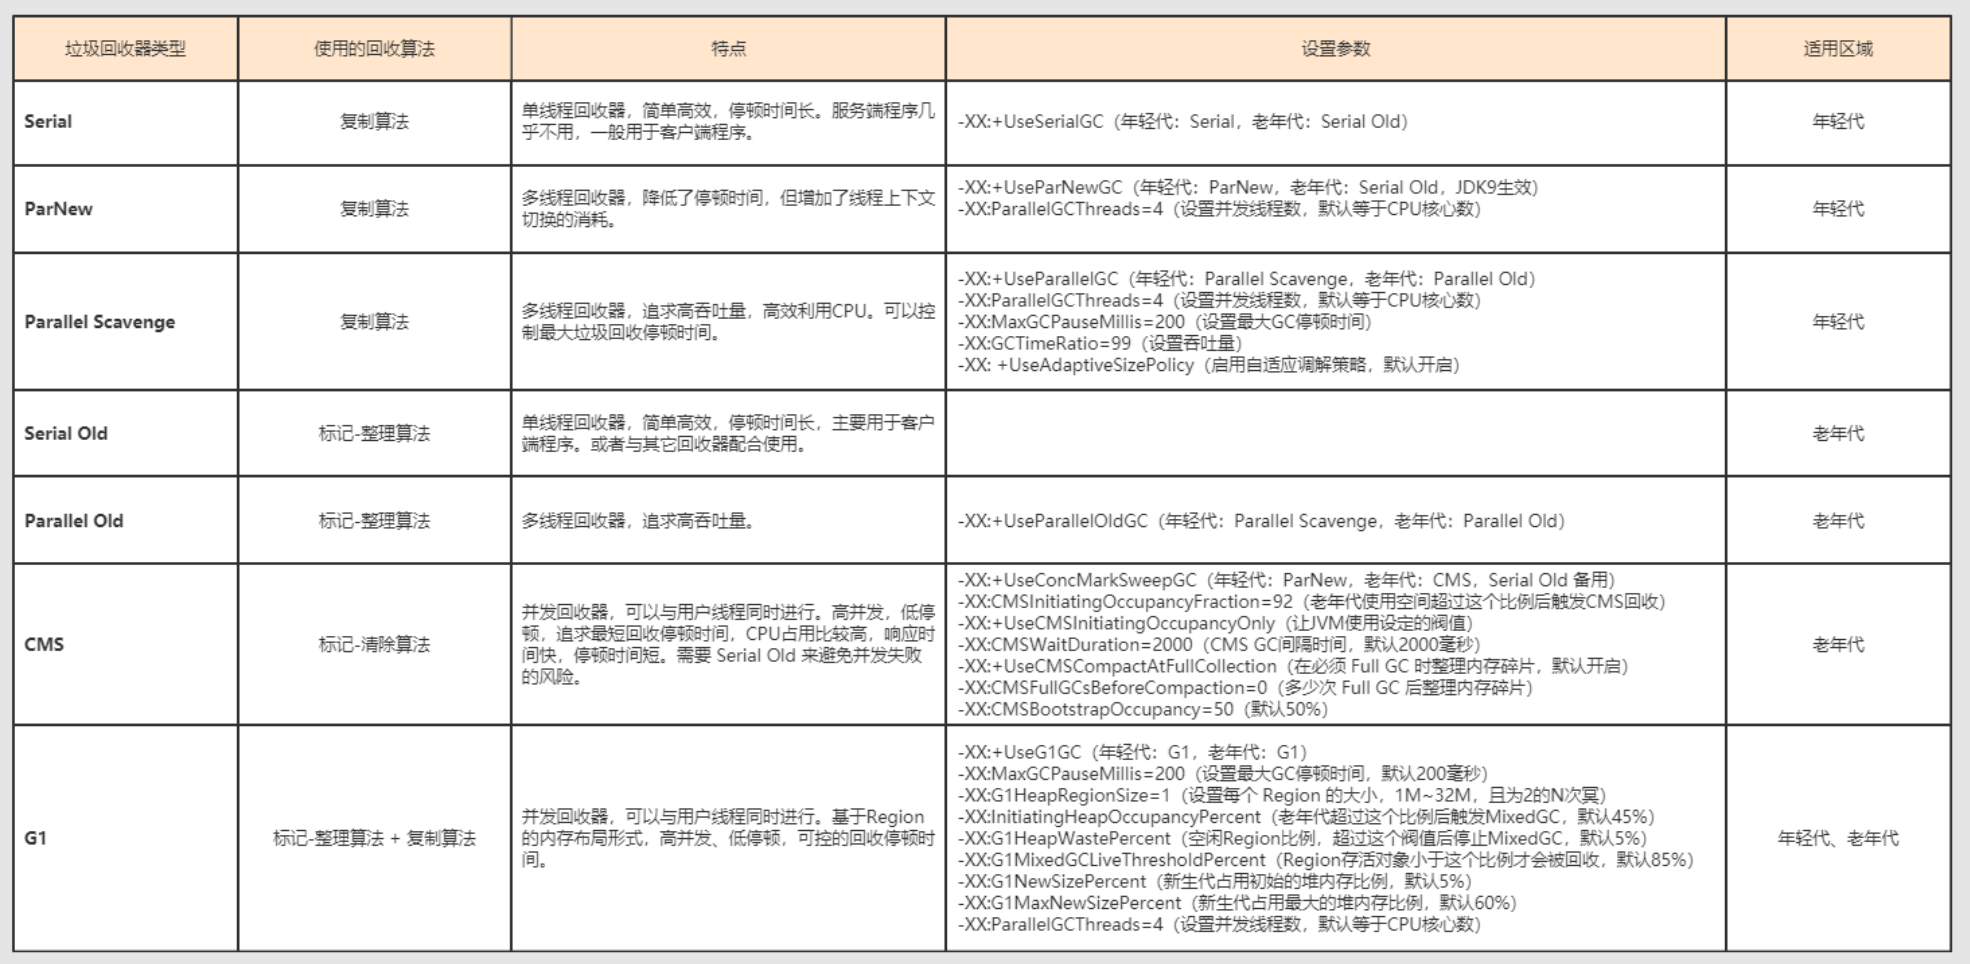 垃圾回收器类型
使用的回收算法
特点
设置参数
适用区域
Serial
复制算法
单线程回收器，简单高效，停顿时间长。服务端程序几
乎不用，一般用于客户端程序。
-XX:+UseSerialGC（年轻代：Serial，老年代：Serial Old）
年轻代
ParNew
复制算法
多线程回收器，降低了停顿时间，但增加了线程上下文
切换的消耗。
-XX:+UseParNewGC（年轻代：ParNew，老年代：Serial Old，JDK9生效）
-XX:ParallelGCThreads=4（设置并发线程数，默认等于CPU核心数）
年轻代
Parallel Scavenge
复制算法
多线程回收器，追求高吞吐量，高效利用CPU。可以控
制最大垃圾回收停顿时间。
-XX:+UseParallelGC（年轻代：Parallel Scavenge，老年代：Parallel Old）
-XX:ParallelGCThreads=4（设置并发线程数，默认等于CPU核心数）
-XX:MaxGCPauseMillis=200（设置最大GC停顿时间）
-XX:GCTimeRatio=99（设置吞吐量）
-XX: +UseAdaptiveSizePolicy（启用自适应调解策略，默认开启）
年轻代
Serial Old
标记-整理算法
单线程回收器，简单高效，停顿时间长，主要用于客户
端程序。或者与其它回收器配合使用。
老年代
Parallel Old
标记-整理算法
多线程回收器，追求高吞吐量。
-XX:+UseParallelOldGC（年轻代：Parallel Scavenge，老年代：Parallel Old）
老年代
CMS
标记-清除算法
并发回收器，可以与用户线程同时进行。高并发，低停
顿，追求最短回收停顿时间，CPU占用比较高，响应时
间快，停顿时间短。需要 Serial Old 来避免并发失败
的风险。
-XX:+UseConcMarkSweepGC（年轻代：ParNew，老年代：CMS，Serial Old 备用）
-XX:CMSInitiatingOccupancyFraction=92（老年代使用空间超过这个比例后触发CMS回收）
-XX:+UseCMSInitiatingOccupancyOnly（让JVM使用设定的阀值）
-XX:CMSWaitDuration=2000（CMS GC间隔时间，默认2000毫秒）
-XX:+UseCMSCompactAtFullCollection（在必须 Full GC 时整理内存碎片，默认开启）
-XX:CMSFullGCsBeforeCompaction=0（多少次 Full GC 后整理内存碎片）
-XX:CMSBootstrapOccupancy=50（默认50%）
老年代
G1
标记-整理算法 + 复制算法
并发回收器，可以与用户线程同时进行。基于Region
的内存布局形式，高并发、低停顿，可控的回收停顿时
间。
-XX:+UseG1GC（年轻代：G1，老年代：G1）
-XX:MaxGCPauseMillis=200（设置最大GC停顿时间，默认200毫秒）
-XX:G1HeapRegionSize=1（设置每个 Region 的大小，1M~32M，且为2的N次冥）
-XX:InitiatingHeapOccupancyPercent（老年代超过这个比例后触发MixedGC，默认45%）
-XX:G1HeapWastePercent（空闲Region比例，超过这个阀值后停止MixedGC，默认5%）
-XX:G1MixedGCLiveThresholdPercent（Region存活对象小于这个比例才会被回收，默认85%）
-XX:G1NewSizePercent（新生代占用初始的堆内存比例，默认5%）
-XX:G1MaxNewSizePercent（新生代占用最大的堆内存比例，默认60%）
-XX:ParallelGCThreads=4（设置并发线程数，默认等于CPU核心数）
年轻代、老年代